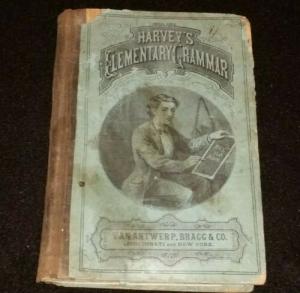 HARVEY'S
ELEMENTARY GRAMMAR
VAN ANTWERP, BRAGG & CO.
CINCINNATI AND NEW YORK.